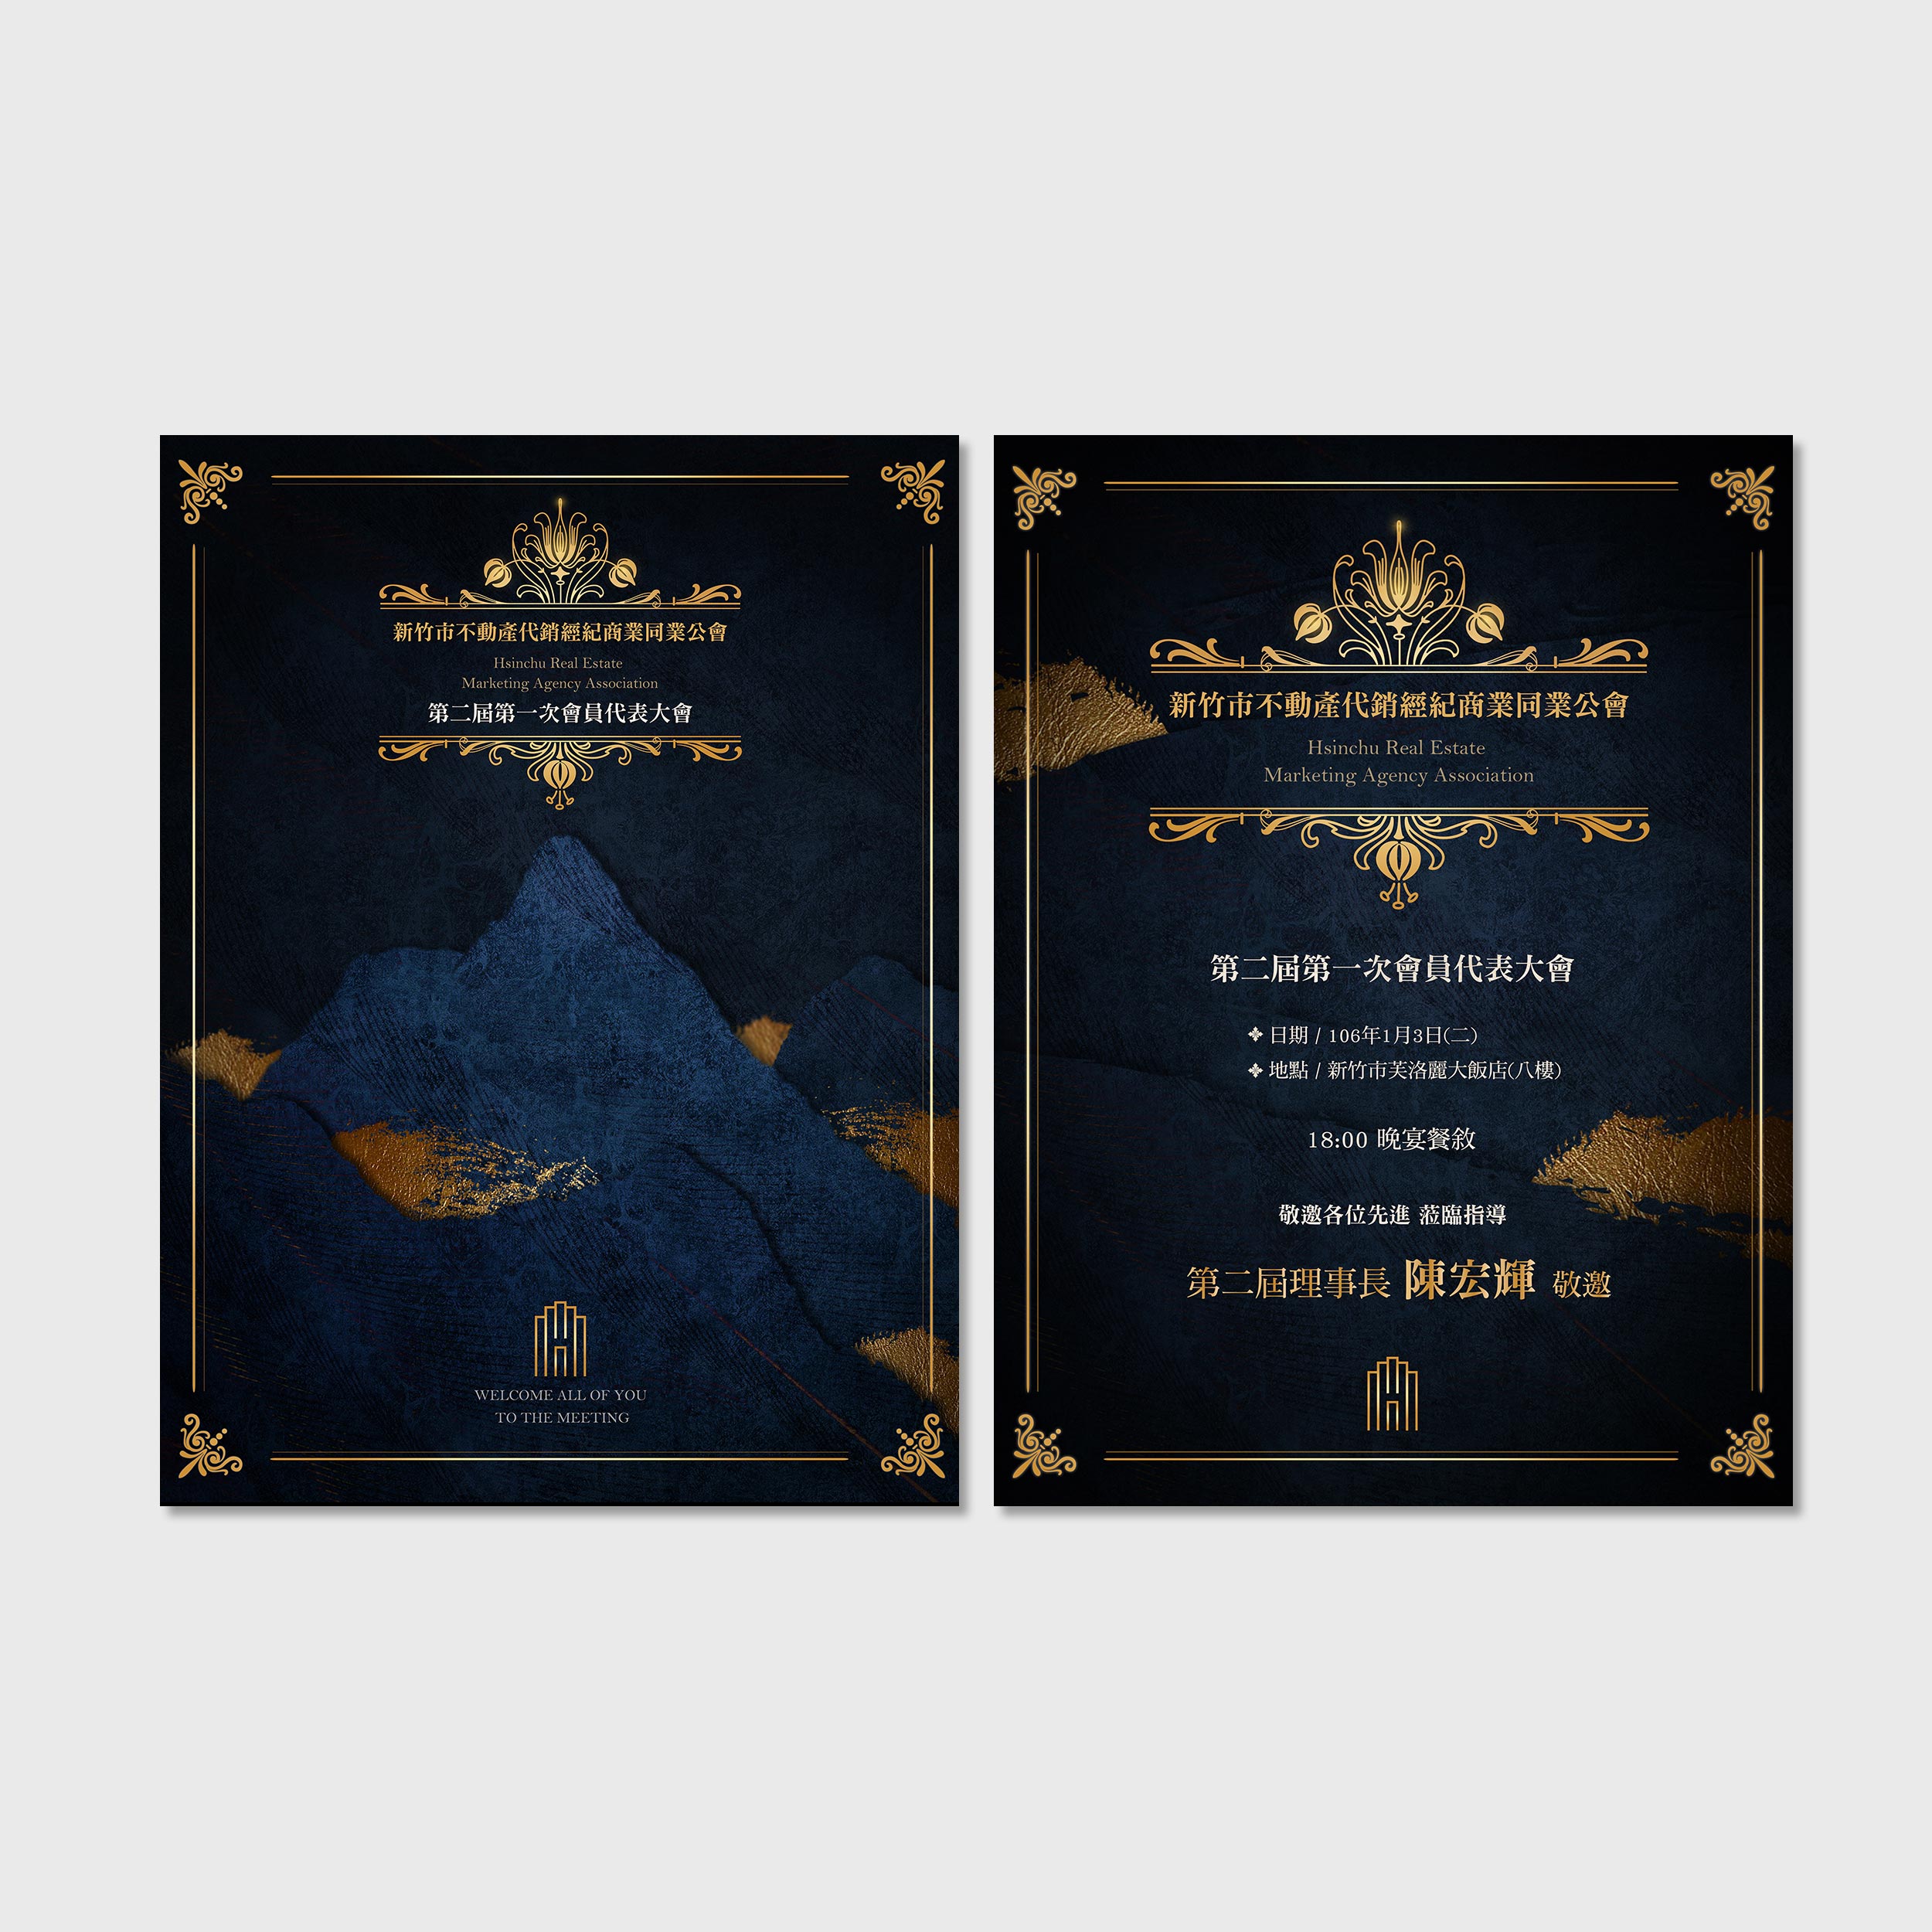 新竹市不動產代銷經紀商業同業公會
Hsinchu Real Estate
Marketing Agency Association
第二屆第一次會員代表大會
WELCOME ALL OF YOU
TO THE MEETING
新竹市不動產代銷經紀商業同業公會
Hsinchu Real Estate
Marketing Agency Association
第二屆第一次會員代表大會
日期 / 106年1月3日(二)
地點 / 新竹市芙洛麗大飯店(八樓)
18:00 晚宴餐敘
敬邀各位先進 蒞臨指導
第二屆理事長 陳宏輝 敬邀